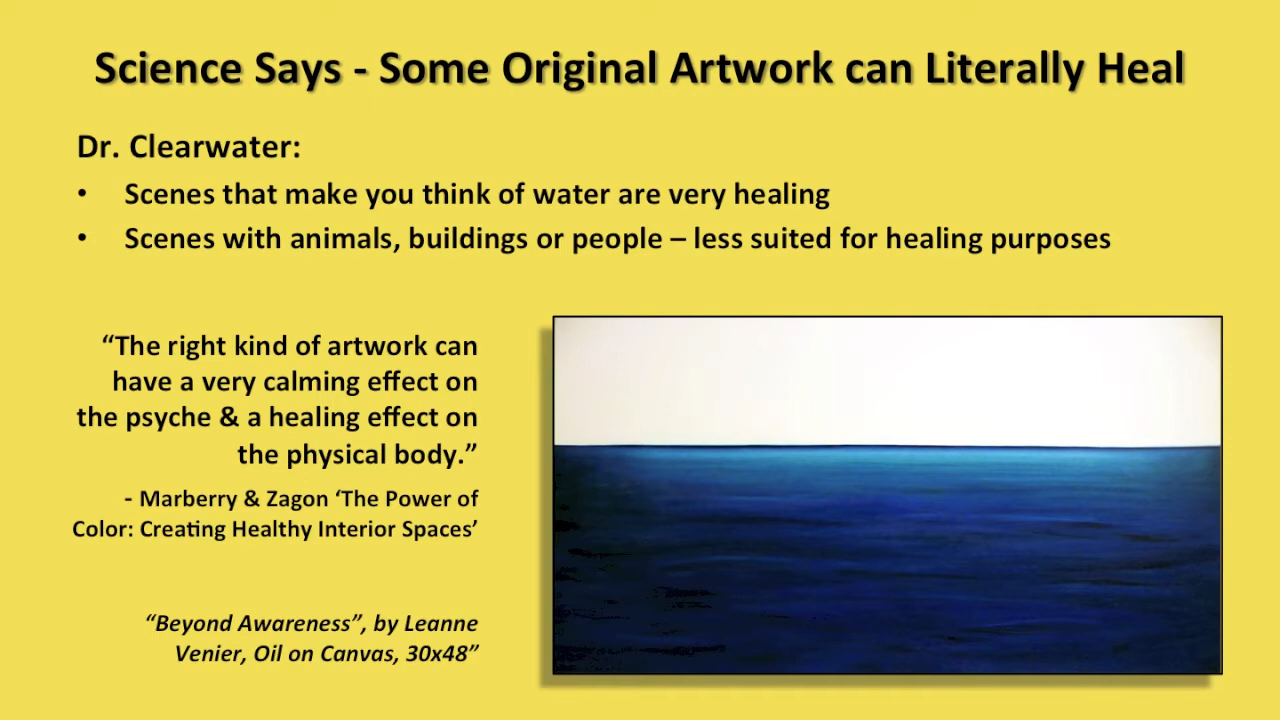 Science Says - Some Original Artwork can Literally Heal
Dr. Clearwater:
• Scenes that make you think of water are very healing
• Scenes with animals, buildings or people – less suited for healing purposes
“The right kind of artwork can
have a very calming effect on
the psyche & a healing effect on
the physical body.”
- Marberry & Zagon ‘The Power of
Color: Creating Healthy Interior Spaces’
“Beyond Awareness”, by Leanne
Venier, Oil on Canvas, 30x48”